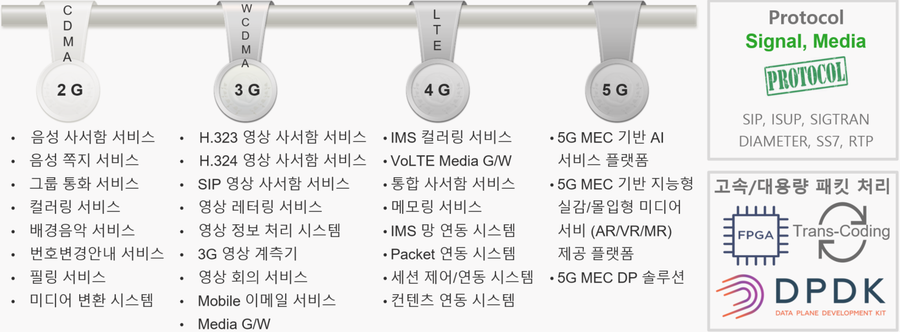 CDMA
2 G
• 음성 사서함 서비스
• 음성 쪽지 서비스
• 그룹 통화 서비스
• 컬러링 서비스
• 배경음악 서비스
• 번호변경안내 서비스
• 필링 서비스
• 미디어 변환 시스템
WCDMA
3 G
• H.323 영상 사서함 서비스
• H.324 영상 사서함 서비스
• SIP 영상 사서함 서비스
• 영상 레터링 서비스
• 영상 정보 처리 시스템
• 3G 영상 계측기
• 영상 회의 서비스
• Mobile 이메일 서비스
• Media G/W
LTE
4 G
• IMS 컬러링 서비스
• VoLTE Media G/W
• 통합 사서함 서비스
• 메모링 서비스
• IMS 망 연동 시스템
• Packet 연동 시스템
• 세션 제어/연동 시스템
• 컨텐츠 연동 시스템
5 G
• 5G MEC 기반 AI
서비스 플랫폼
• 5G MEC 기반 지능형
실감/몰입형 미디어
서비 (AR/VR/MR)
제공 플랫폼
• 5G MEC DP 솔루션
Protocol
Signal, Media
PROTOCOL
SIP, ISUP, SIGTRAN
DIAMETER, SS7, RTP
고속/대용량 패킷 처리
FPGA
Trans-Coding
DPDK
DATA PLANE DEVELOPMENT KIT